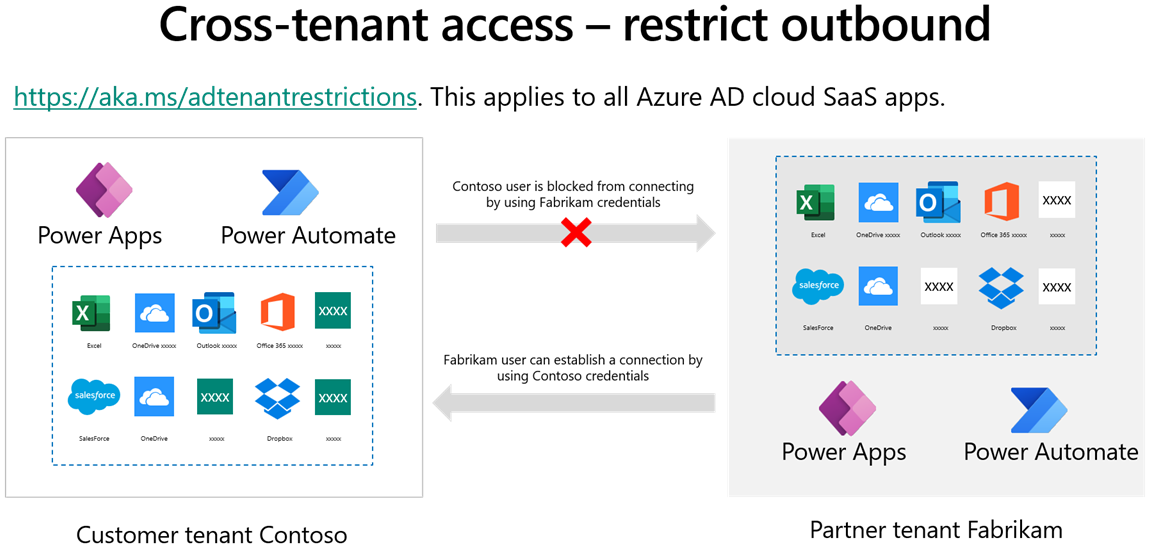 Cross-tenant access – restrict outbound
https://aka.ms/adtenantrestrictions. This applies to all Azure AD cloud SaaS apps.
Power Apps
Power Automate
X
Excel
OneDrive xxxxx
O
Outlook xxxxx
Office 365 xxxxx
XXXX
xxxxx
salesforce
SalesForce
OneDrive
XXXX
xxxxx
Dropbox
XXXX
xxxxx
Customer tenant Contoso
Contoso user is blocked from connecting
by using Fabrikam credentials
Fabrikam user can establish a connection by
using Contoso credentials
X
Excel
OneDrive xxxxx
O
Outlook xxxxx
Office 365 xxxxx
XXXX
xxxxx
salesforce
SalesForce
OneDrive
XXXX
xxxxx
Dropbox
XXXX
xxxxx
Power Apps
Power Automate
Partner tenant Fabrikam